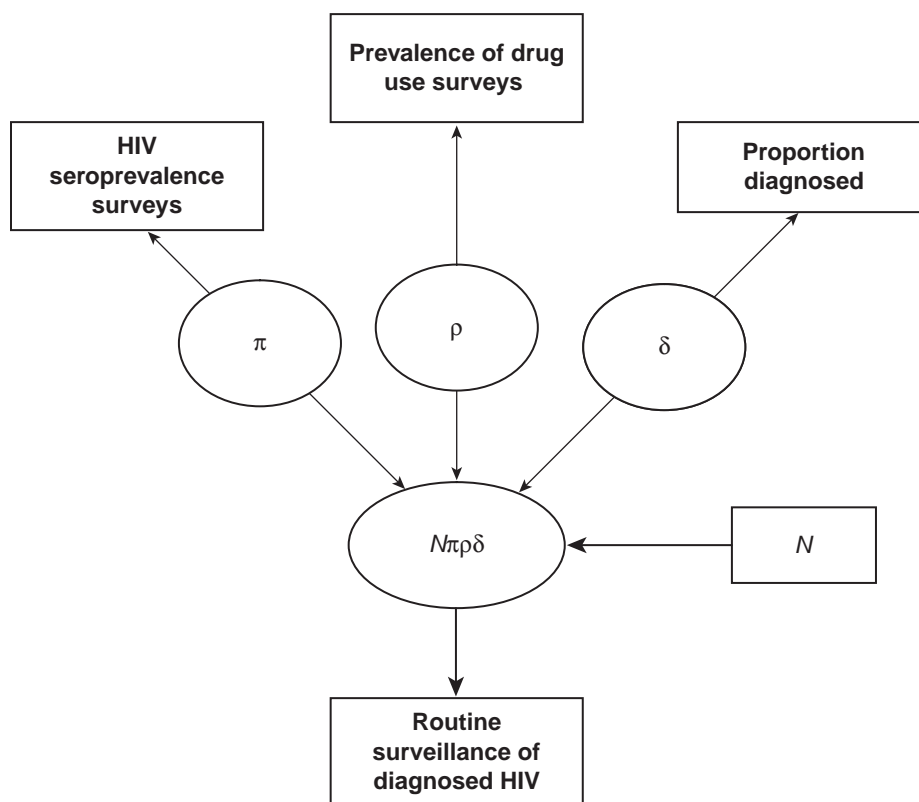 Prevalence of drug
use surveys
HIV
seroprevalence
surveys
Proportion
diagnosed
π
ρ
δ
Nπρδ
N
Routine
surveillance of
diagnosed HIV